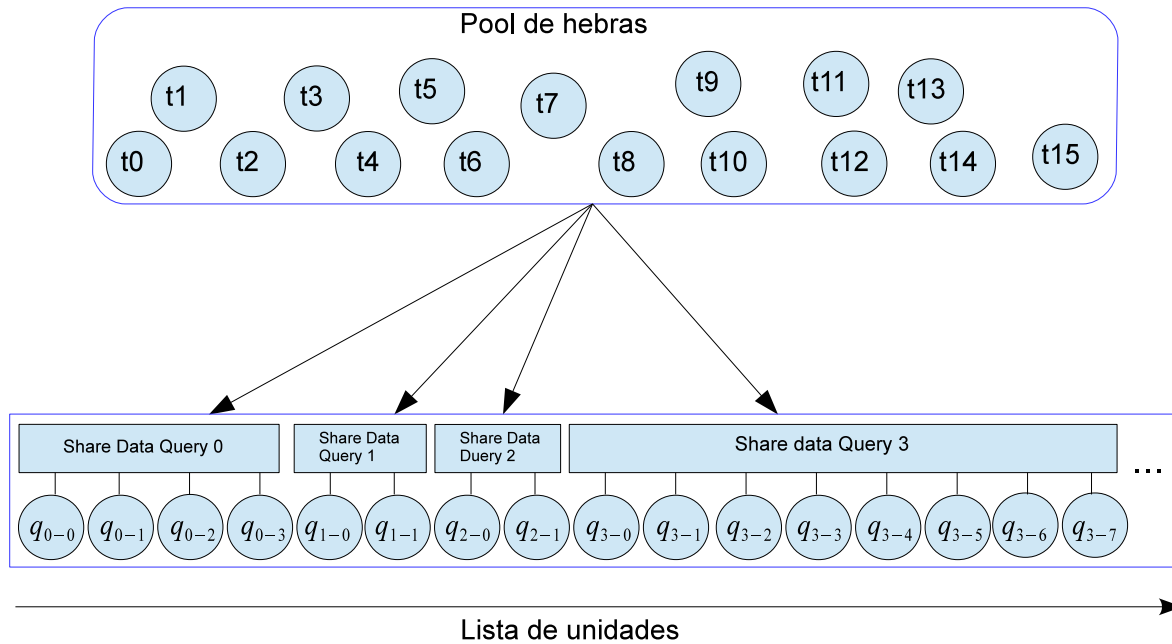 Pool de hebras
t1 t3 t5 t7 t9 t11 t13
t0 t2 t4 t6 t8 t10 t12 t14 t15
Share Data Query 0
Share Data
Query 1
Share Data
Duery 2
Share data Query 3
...
q0−0 q0−1 q0−2 q0−3 q1−0 q1−1 q2−0 q2−1 q3−0 q3−1 q3−2 q3−3 q3−4 q3−5 q3−6 q3−7
Lista de unidades